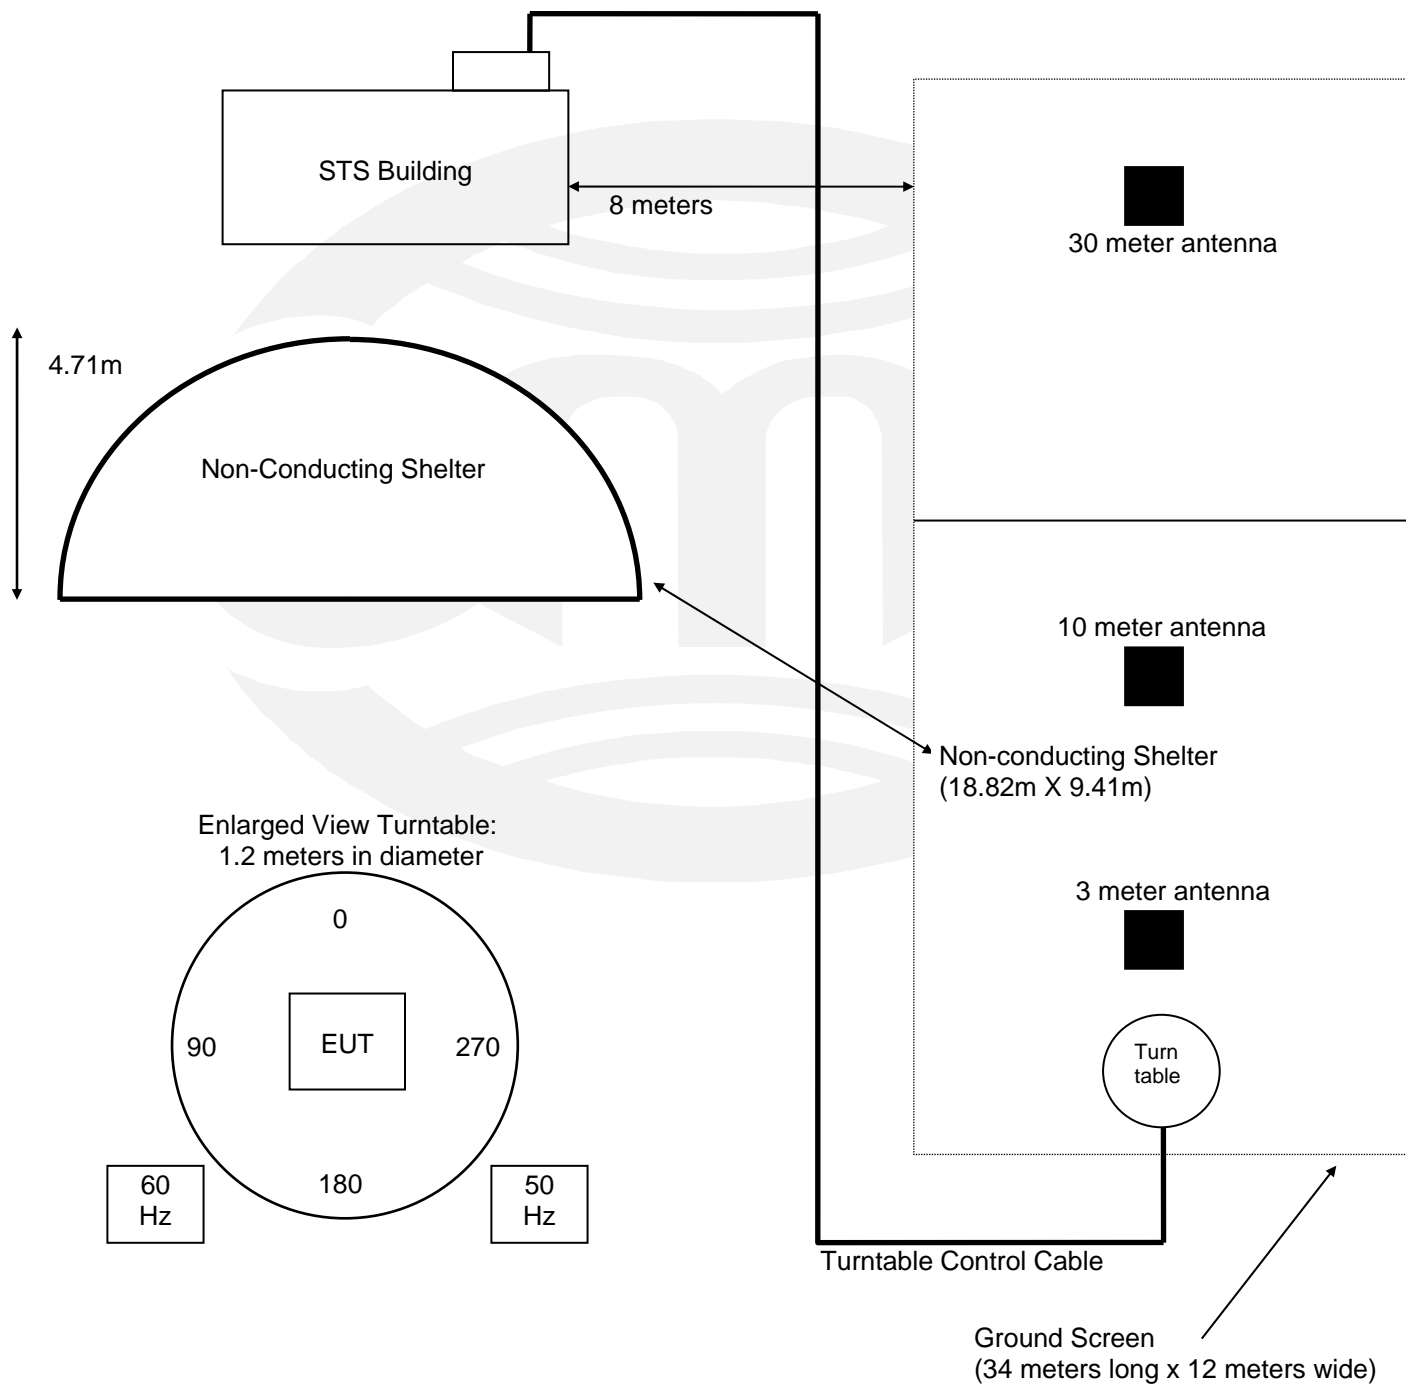 STS Building
8 meters
30 meter antenna
4.71m
Non-Conducting Shelter
10 meter antenna
Non-conducting Shelter
(18.82m X 9.41m)
Enlarged View Turntable:
1.2 meters in diameter
3 meter antenna
0
90
EUT
270
180
60
Hz
50
Hz
Turn
table
Turntable Control Cable
Ground Screen
(34 meters long x 12 meters wide)